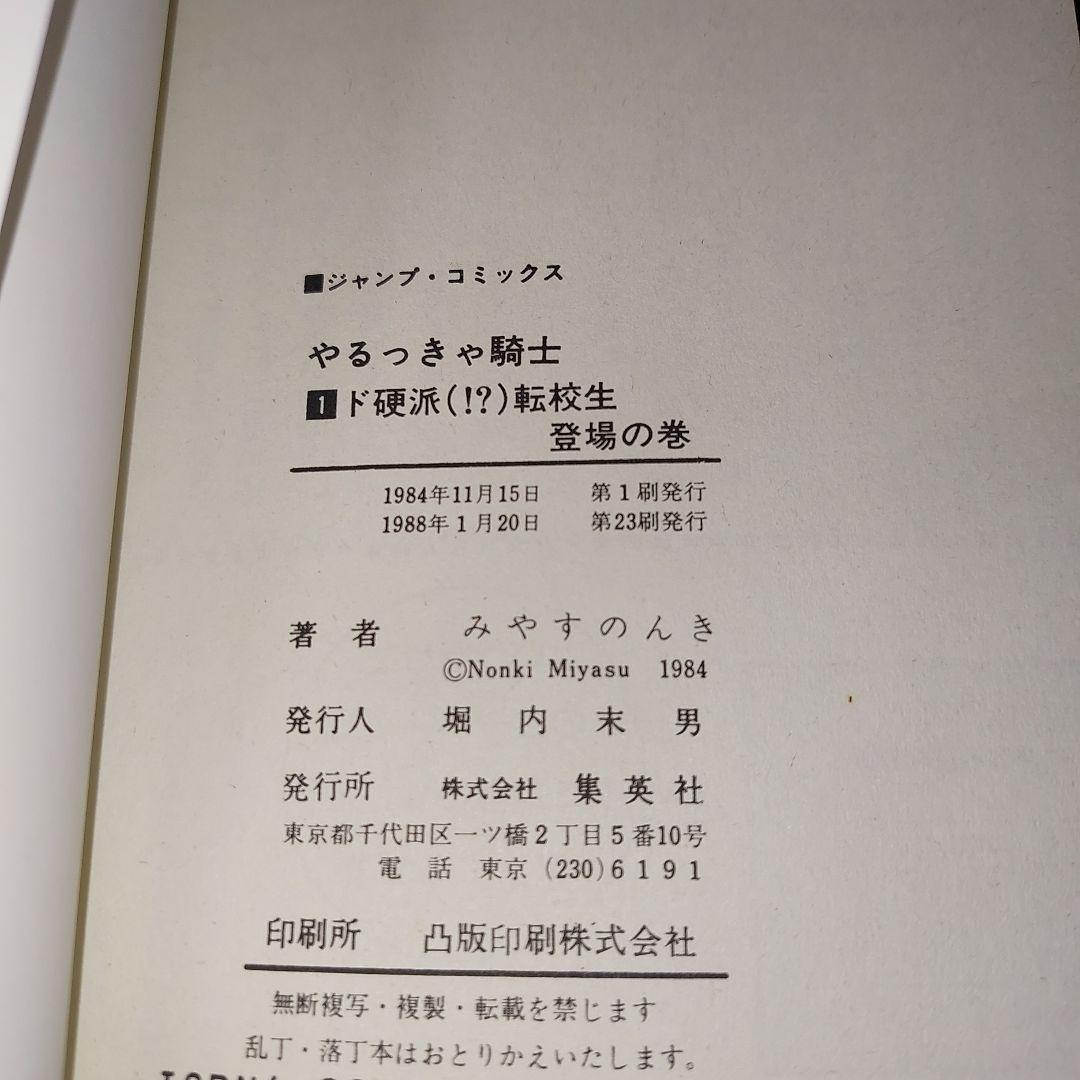 ■ジャンプ・コミックス
やるっきゃ騎士
1 ド硬派(!?)転校生
登場の巻
1984年11月15日 第1刷発行
1988年1月20日 第23刷発行
著者 みやすのんき
©Nonki Miyasu 1984
発行人 堀内末男
発行所 株式会社 集英社
東京都千代田区一ツ橋2丁目5番10号
電話 東京 (230)6191
印刷所 凸版印刷株式会社
無断複写・複製・転載を禁じます
乱丁・落丁本はおとりかえいたします。